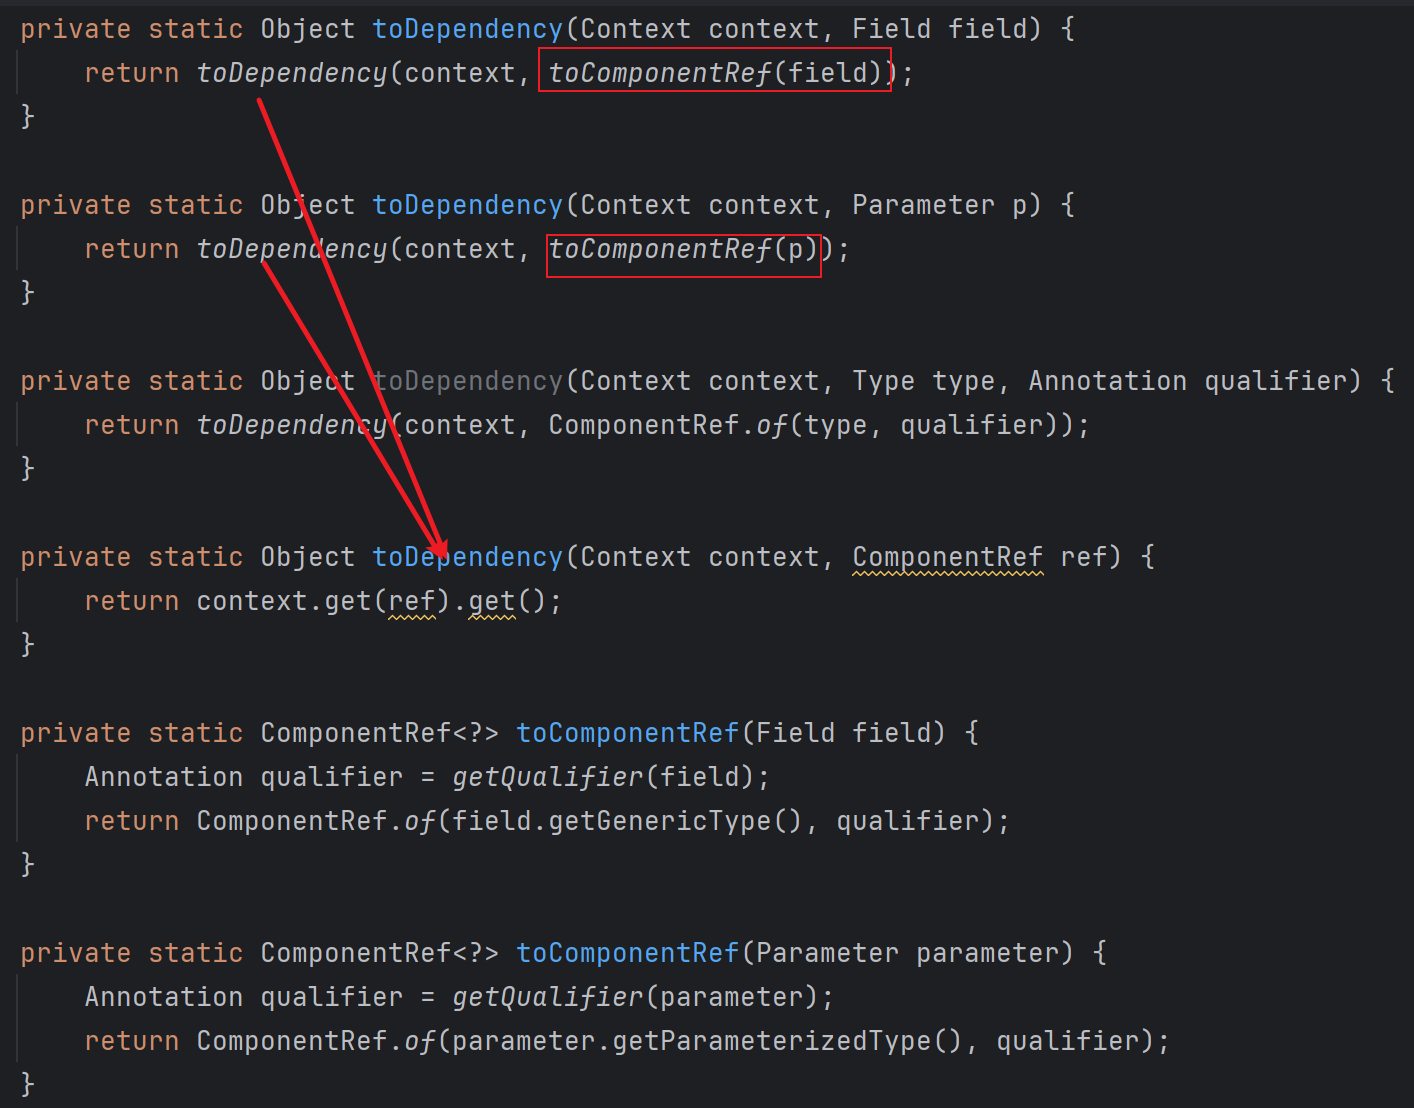 private static Object toDependency(Context context, Field field) {
return toDependency(context, toComponentRef(field));
}
private static Object toDependency(Context context, Parameter p) {
return toDependency(context, toComponentRef(p));
}
private static Object toDependency(Context context, Type type, Annotation qualifier) {
return toDependency(context, ComponentRef.of(type, qualifier));
}
private static Object toDependency(Context context, ComponentRef ref) {
return context.get(ref).get();
}
private static ComponentRef<?> toComponentRef(Field field) {
Annotation qualifier = getQualifier(field);
return ComponentRef.of(field.getGenericType(), qualifier);
}
private static ComponentRef<?> toComponentRef(Parameter parameter) {
Annotation qualifier = getQualifier(parameter);
return ComponentRef.of(parameter.getParameterizedType(), qualifier);
}